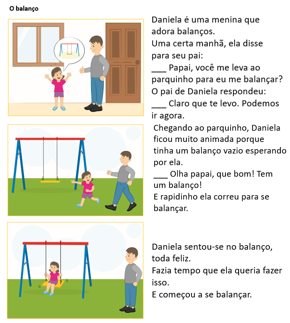 O balanço
Daniela é uma menina que
adora balanços.
Uma certa manhã, ela disse
para seu pai:
___ Papai, você me leva ao
parquinho para eu me balançar?
O pai de Daniela respondeu:
___ Claro que te levo. Podemos
ir agora.
Chegando ao parquinho, Daniela
ficou muito animada porque
tinha um balanço vazio esperando
por ela.
___ Olha papai, que bom! Tem
um balanço!
E rapidinho ela correu para se
balançar.
Daniela sentou-se no balanço,
toda feliz.
Fazia tempo que ela queria fazer
isso.
E começou a se balançar.